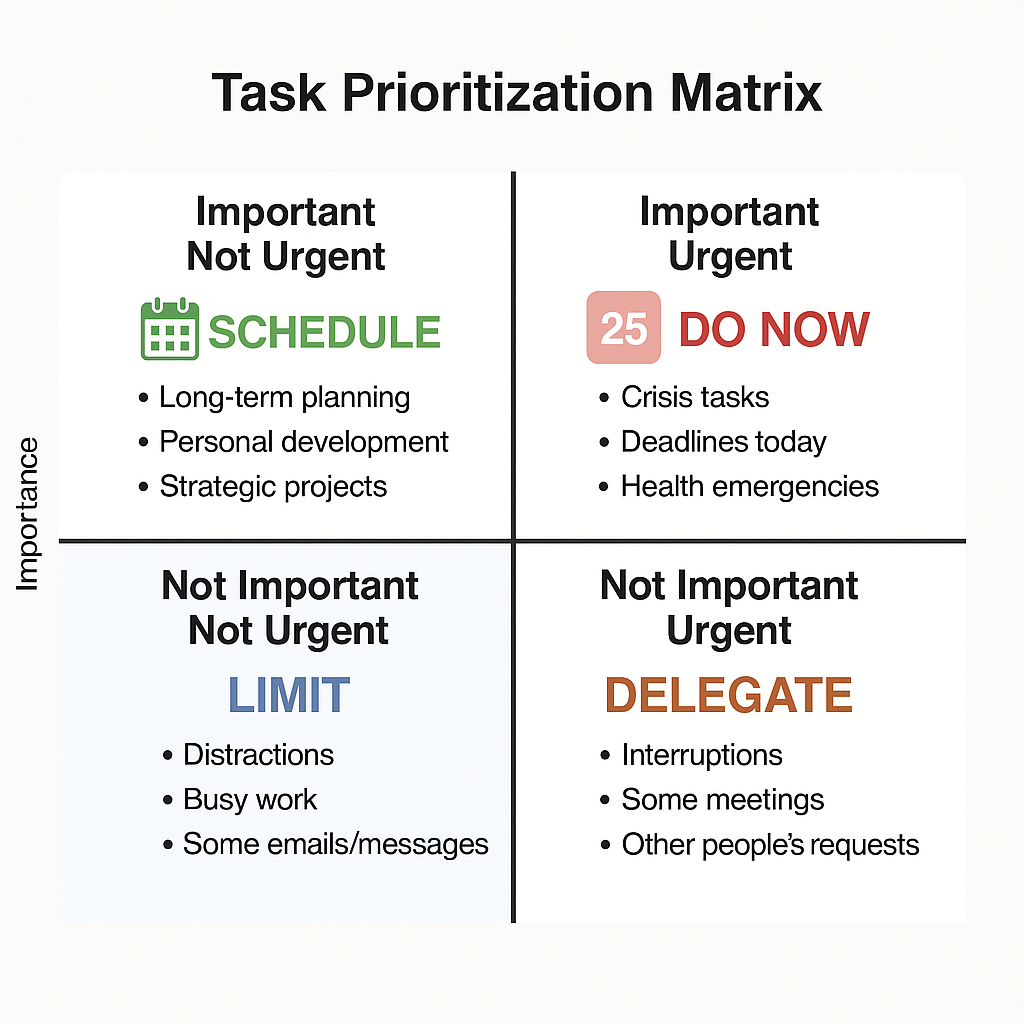 Task Prioritization Matrix
Important
Not Urgent
SCHEDULE
• Long-term planning
• Personal development
• Strategic projects
Important
Urgent
25 DO NOW
• Crisis tasks
• Deadlines today
• Health emergencies
Importance
Not Important
Not Urgent
LIMIT
• Distractions
• Busy work
• Some emails/messages
Not Important
Urgent
DELEGATE
• Interruptions
• Some meetings
• Other people’s requests